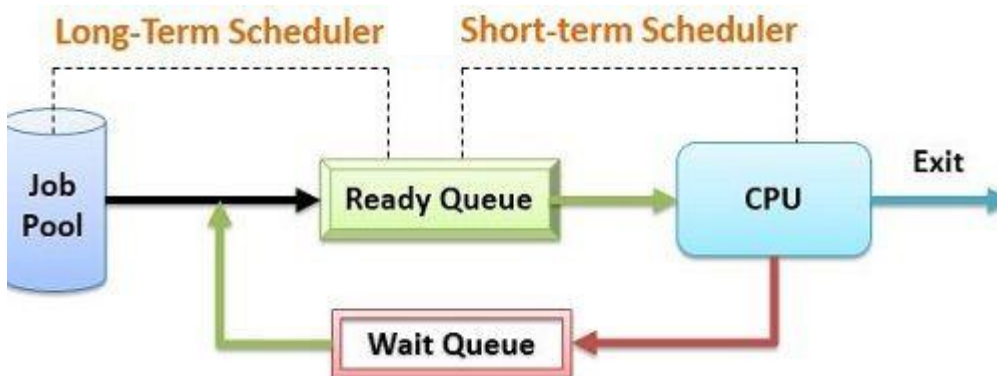 Long-Term Scheduler
Short-term Scheduler
Job
Pool
Ready Queue
CPU
Exit
Wait Queue